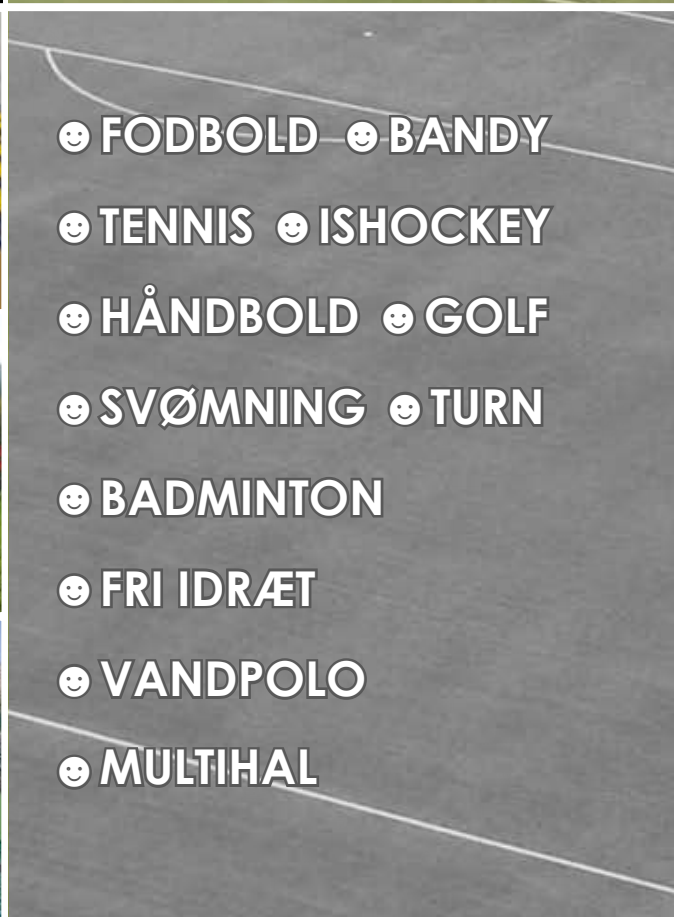 ☻ FODBOLD ☻ BANDY
☻ TENNIS ☻ ISHOCKEY
☻ HÅNDBOLD ☻ GOLF
☻ SVØMNING ☻ TURN
☻ BADMINTON
☻ FRI IDRÆT
☻ VANDPOLO
☻ MULTIHAL